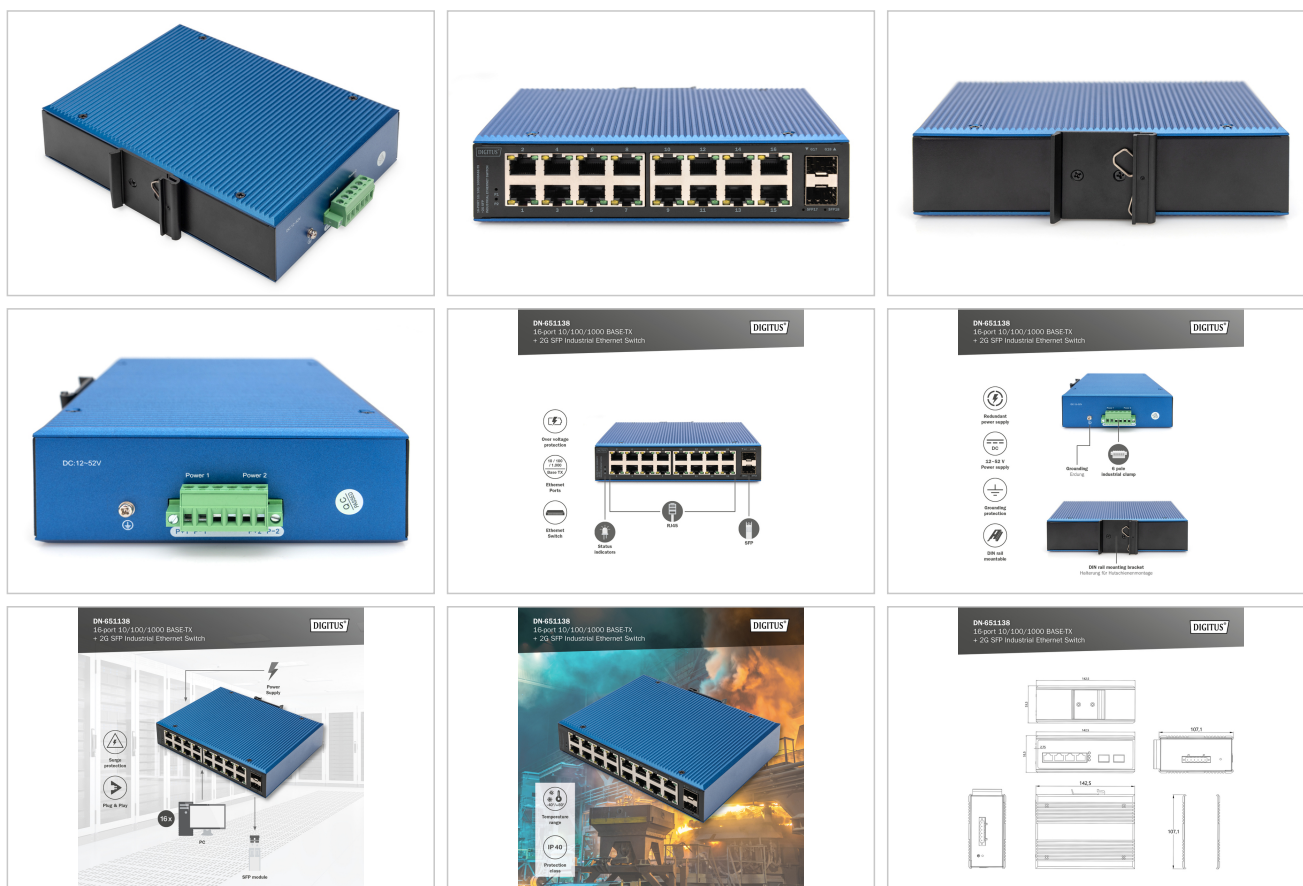 DIGITUS
2 4 6 8 10 12 14 16
1 3 5 7 9 11 13 15
DC:12~52V
Power 1 Power 2
DN-651138
16-port 10/100/1000 BASE-TX
+ 2G SFP Industrial Ethernet Switch
DIGITUS®
Over voltage
protection
10 / 100
/ 1,000
Base-TX
Ethernet
Ports
Ethernet
Switch
Status
indicators
RJ45
SFP
DN-651138
16-port 10/100/1000 BASE-TX
+ 2G SFP Industrial Ethernet Switch
DIGITUS®
Redundant
power supply
DC
12–52 V
Power supply
Grounding
protection
DIN rail
mountable
Grounding
Erdung
6 pole
industrial clamp
DIN rail mounting bracket
Halterung für Hutschienenmontage
DN-651138
16-port 10/100/1000 BASE-TX
+ 2G SFP Industrial Ethernet Switch
DIGITUS®
Power
Supply
Surge
protection
Plug & Play
16 x
PC
SFP module
DN-651138
16-port 10/100/1000 BASE-TX
+ 2G SFP Industrial Ethernet Switch
DIGITUS®
Temperature
range
IP 40
Protection
class
DN-651138
16-port 10/100/1000 BASE-TX
+ 2G SFP Industrial Ethernet Switch
DIGITUS®
107,1
142,5
107,1